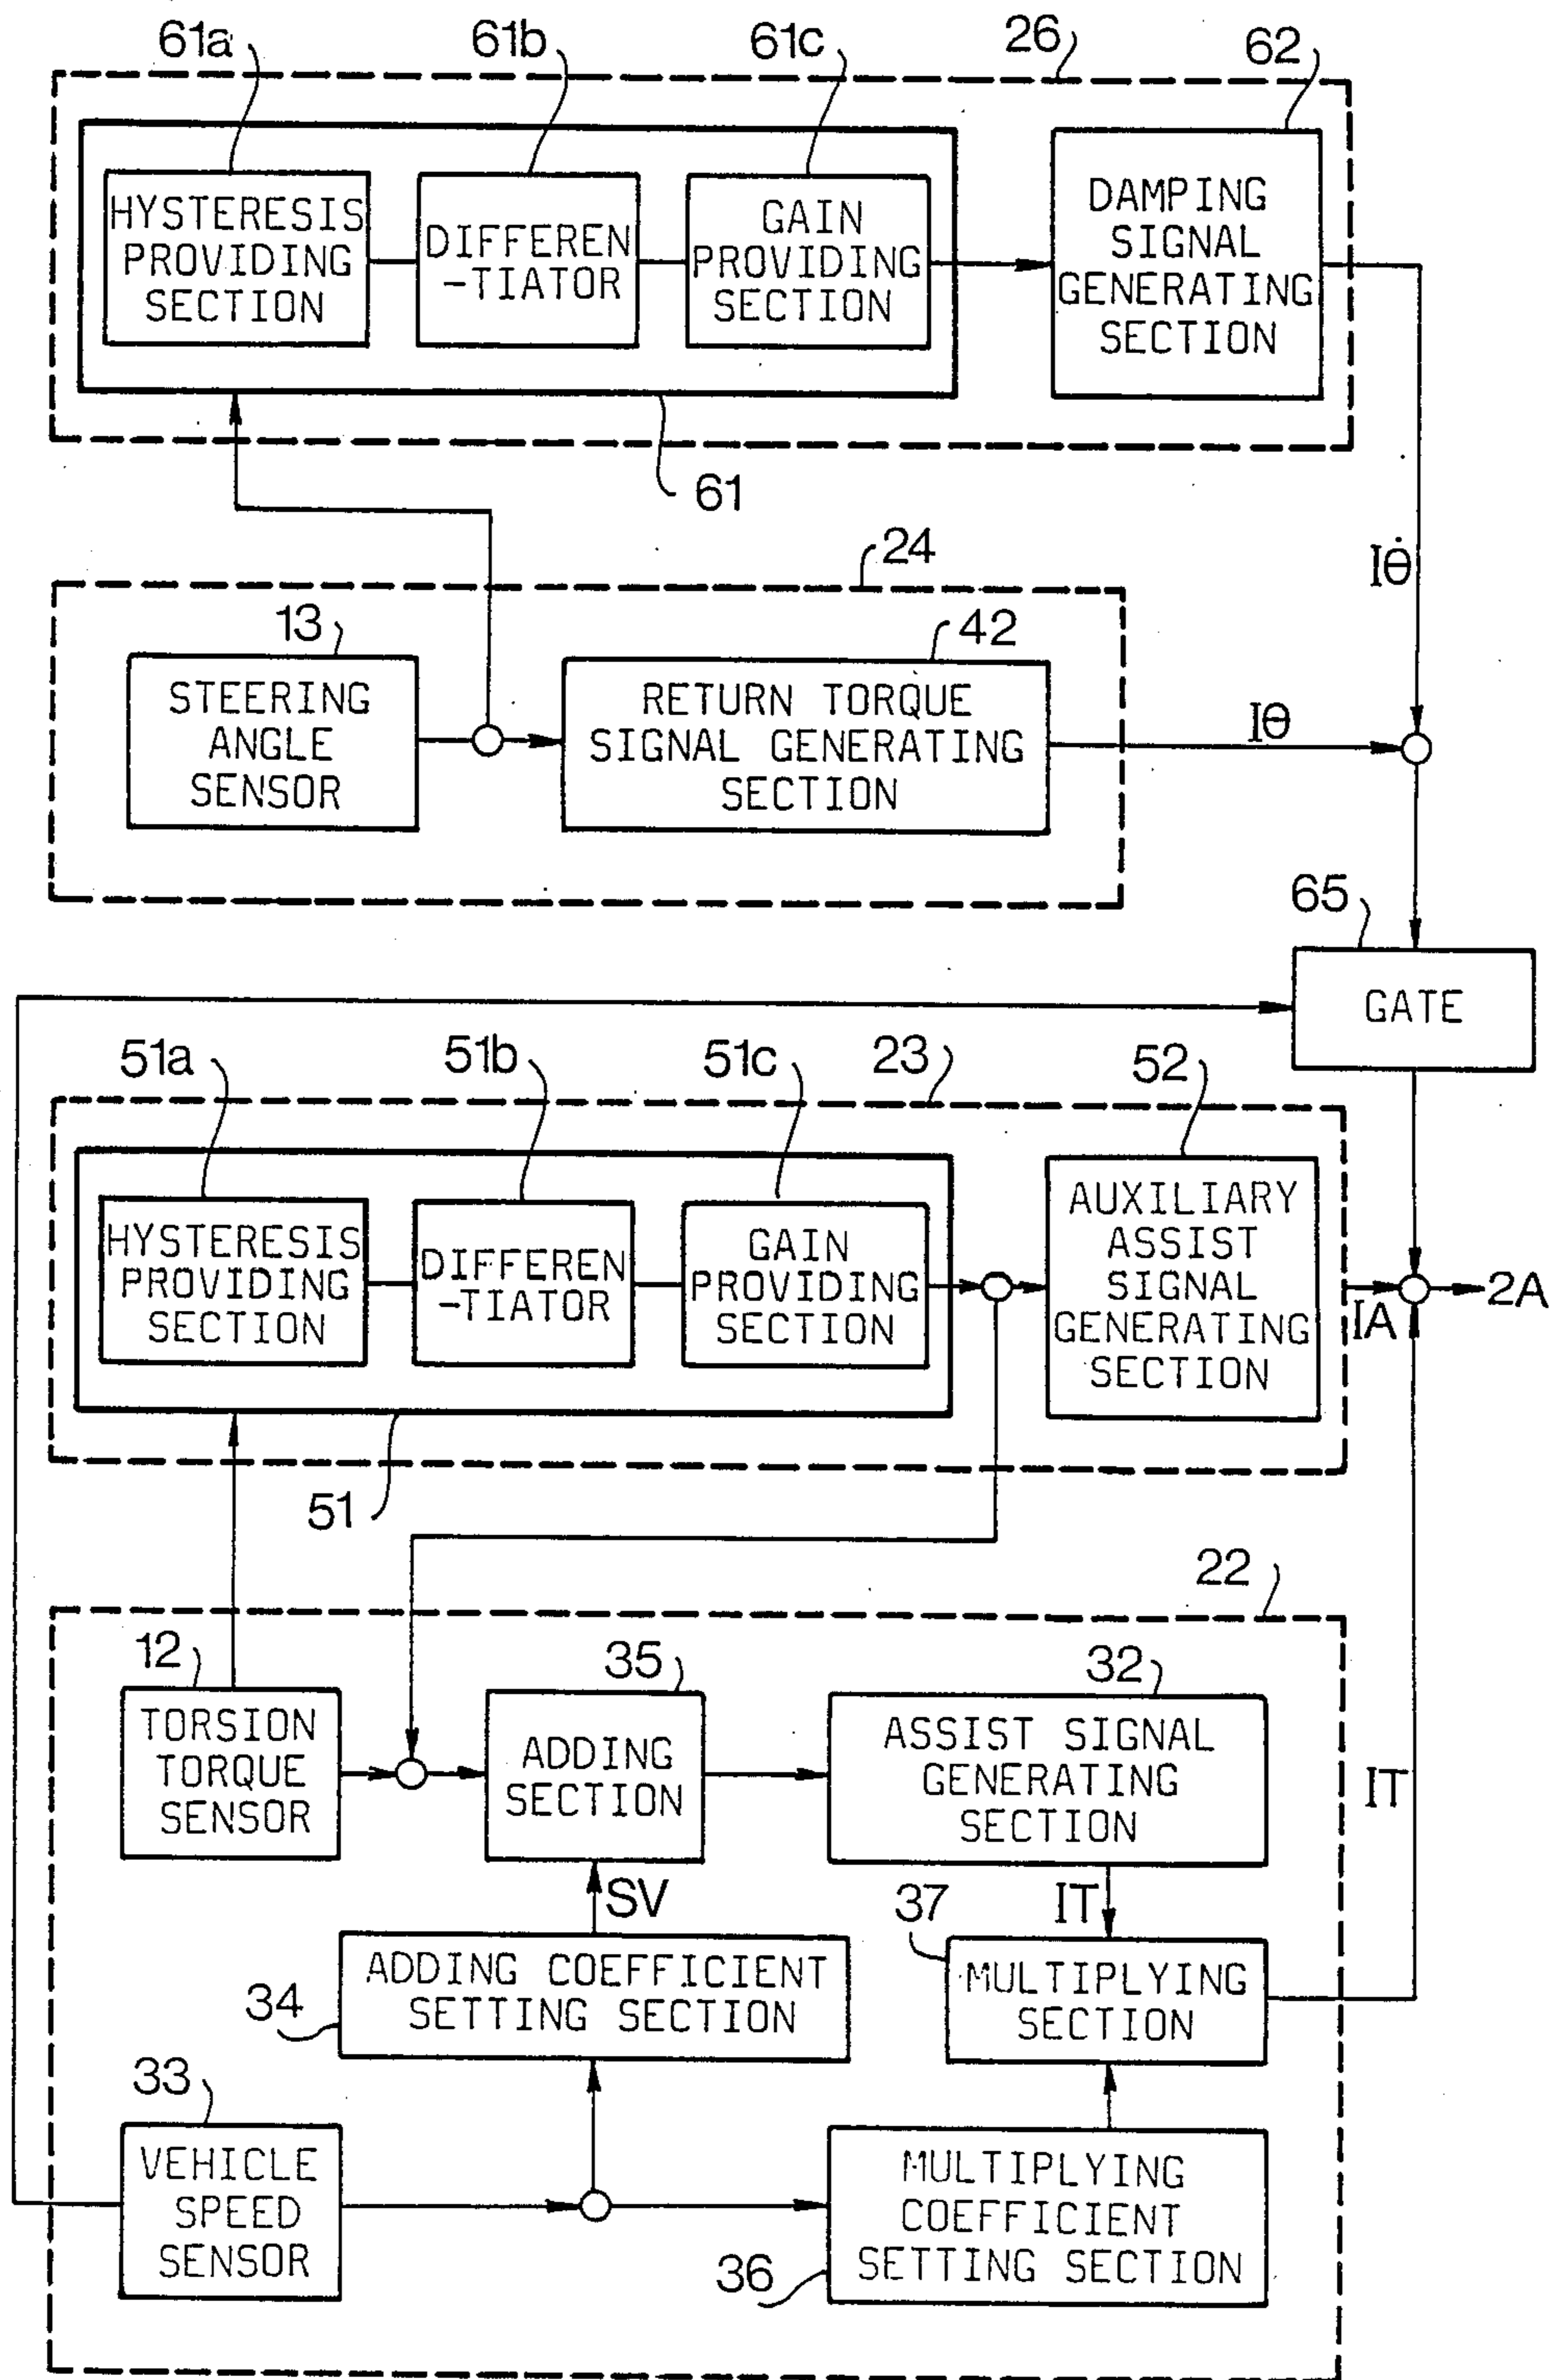 61a
61b
61c
26
62
HYSTERESIS
PROVIDING
SECTION
DIFFEREN
-TIATOR
GAIN
PROVIDING
SECTION
DAMPING
SIGNAL
GENERATING
SECTION
61
Iθ̇
24
13
42
STEERING
ANGLE
SENSOR
RETURN TORQUE
SIGNAL GENERATING
SECTION
Iθ
65
GATE
51a
51b
51c
23
52
HYSTERESIS
PROVIDING
SECTION
DIFFEREN
-TIATOR
GAIN
PROVIDING
SECTION
AUXILIARY
ASSIST
SIGNAL
GENERATING
SECTION
IA
2A
51
22
12
35
32
TORSION
TORQUE
SENSOR
ADDING
SECTION
ASSIST SIGNAL
GENERATING
SECTION
IT
SV
IT
37
34
ADDING COEFFICIENT
SETTING SECTION
MULTIPLYING
SECTION
33
VEHICLE
SPEED
SENSOR
36
MULTIPLYING
COEFFICIENT
SETTING SECTION